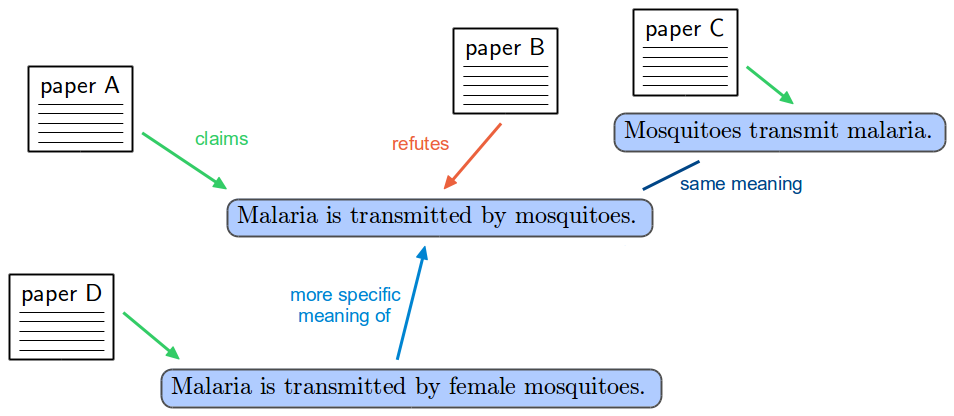 paper A
paper B
paper C
claims
refutes
Mosquitoes transmit malaria.
same meaning
Malaria is transmitted by mosquitoes.
paper D
more specific
meaning of
Malaria is transmitted by female mosquitoes.